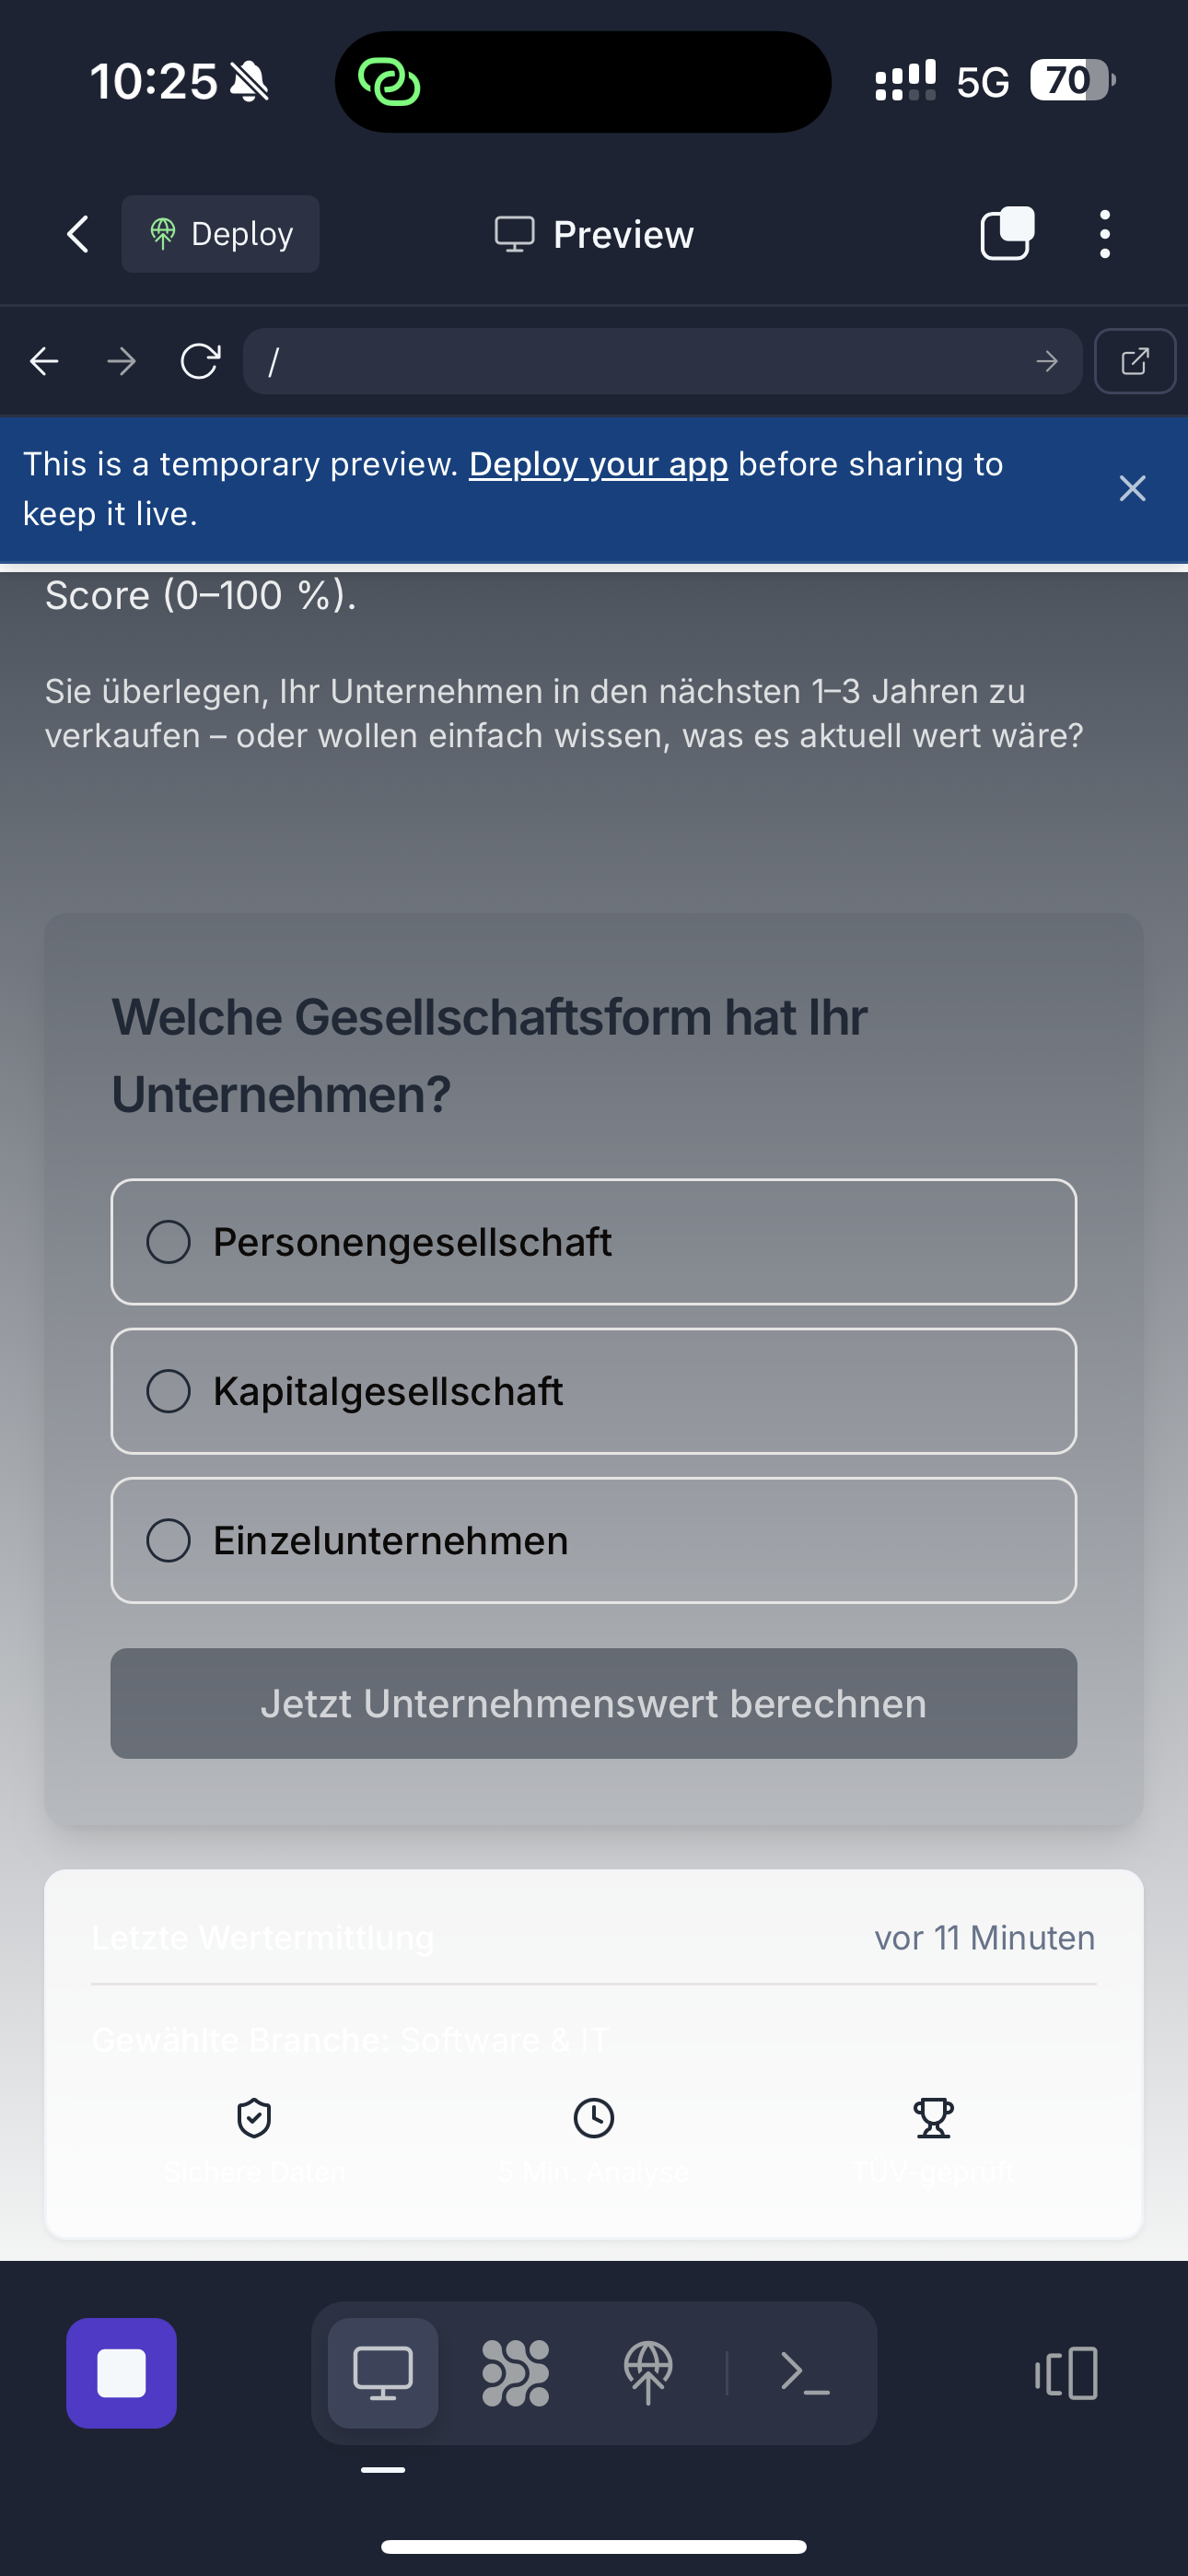 10:25
5G
70
Deploy
Preview
/
This is a temporary preview. Deploy your app before sharing to
keep it live.
Score (0–100 %).
Sie überlegen, Ihr Unternehmen in den nächsten 1–3 Jahren zu
verkaufen – oder wollen einfach wissen, was es aktuell wert wäre?
Welche Gesellschaftsform hat Ihr
Unternehmen?
Personengesellschaft
Kapitalgesellschaft
Einzelunternehmen
Jetzt Unternehmenswert berechnen
Letzte Wertermittlung
vor 11 Minuten
Gewählte Branche: Software & IT
Sichere Daten
5 Min. Analyse
TÜV-geprüft